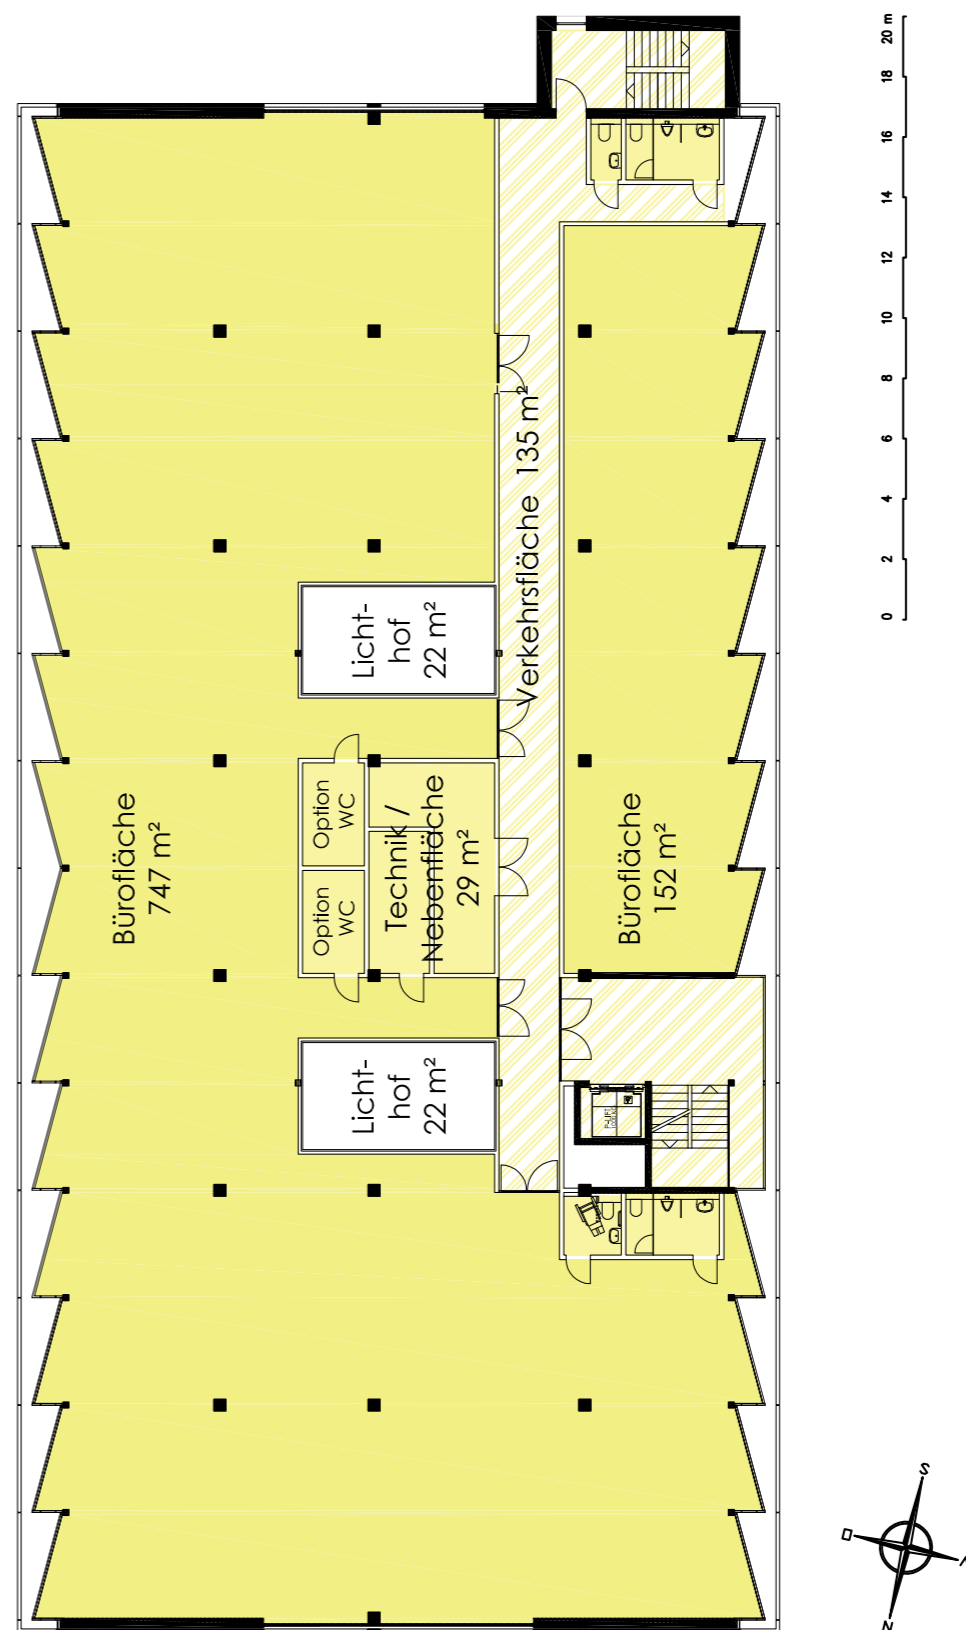 20 m
18
16
14
12
10
8
6
4
2
0
Verkehrsfläche 135 m²
Licht-
hof
22 m²
Option
WC
Option
WC
Technik /
Nebenfläche
29 m²
Bürofläche
747 m²
Bürofläche
152 m²
Licht-
hof
22 m²
S
N